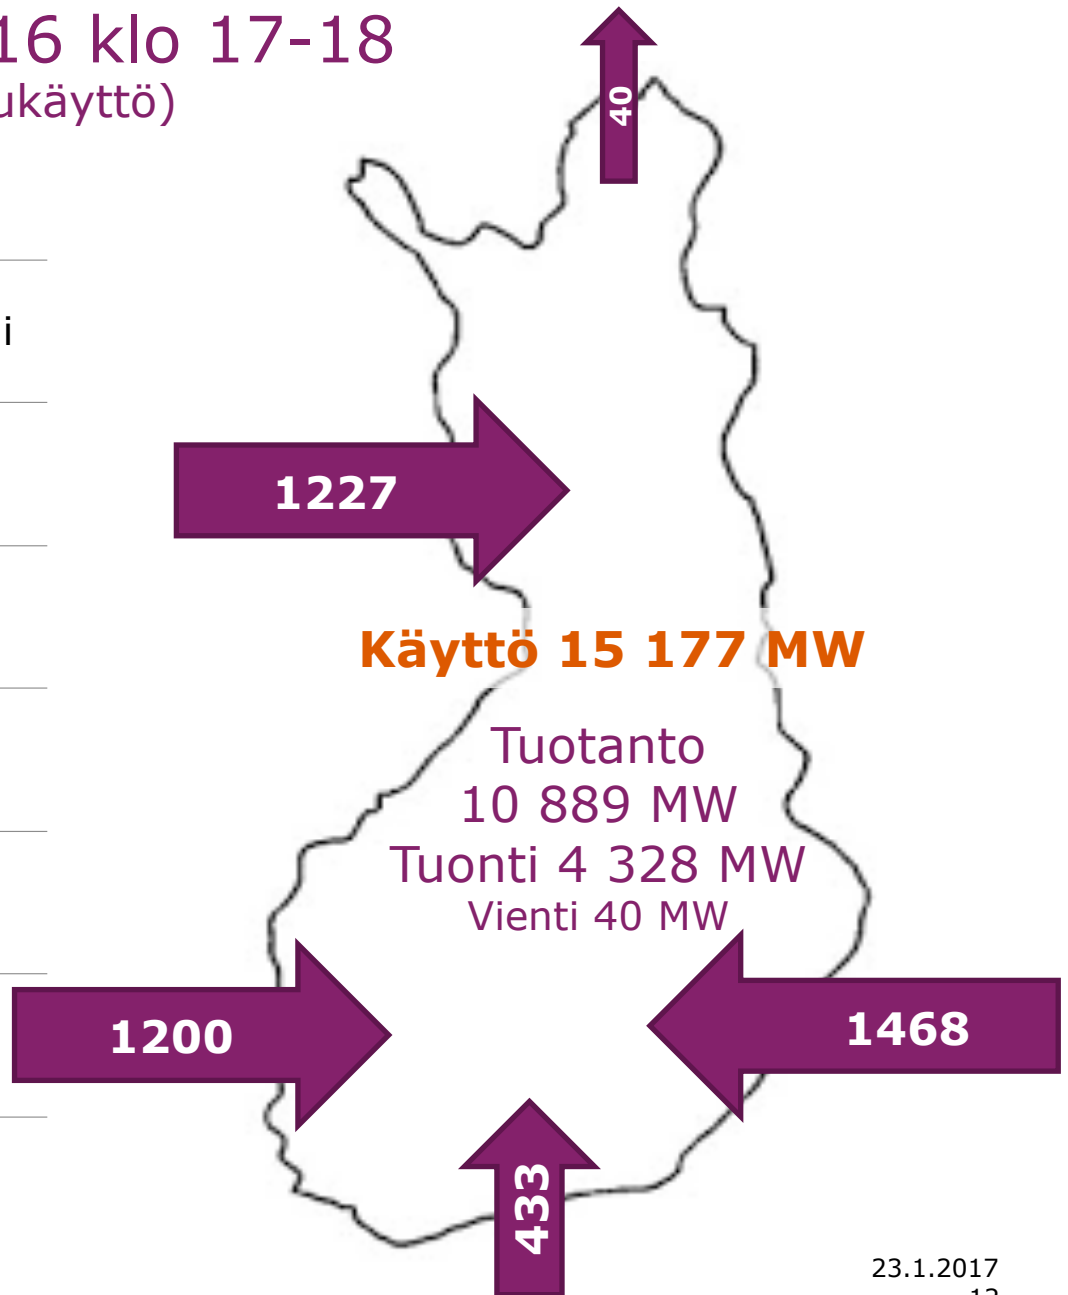 16 klo 17-18
ukäyttö)
40
i
1227
Käyttö 15 177 MW
Tuotanto
10 889 MW
Tuonti 4 328 MW
Vienti 40 MW
1200
1468
433
23.1.2017